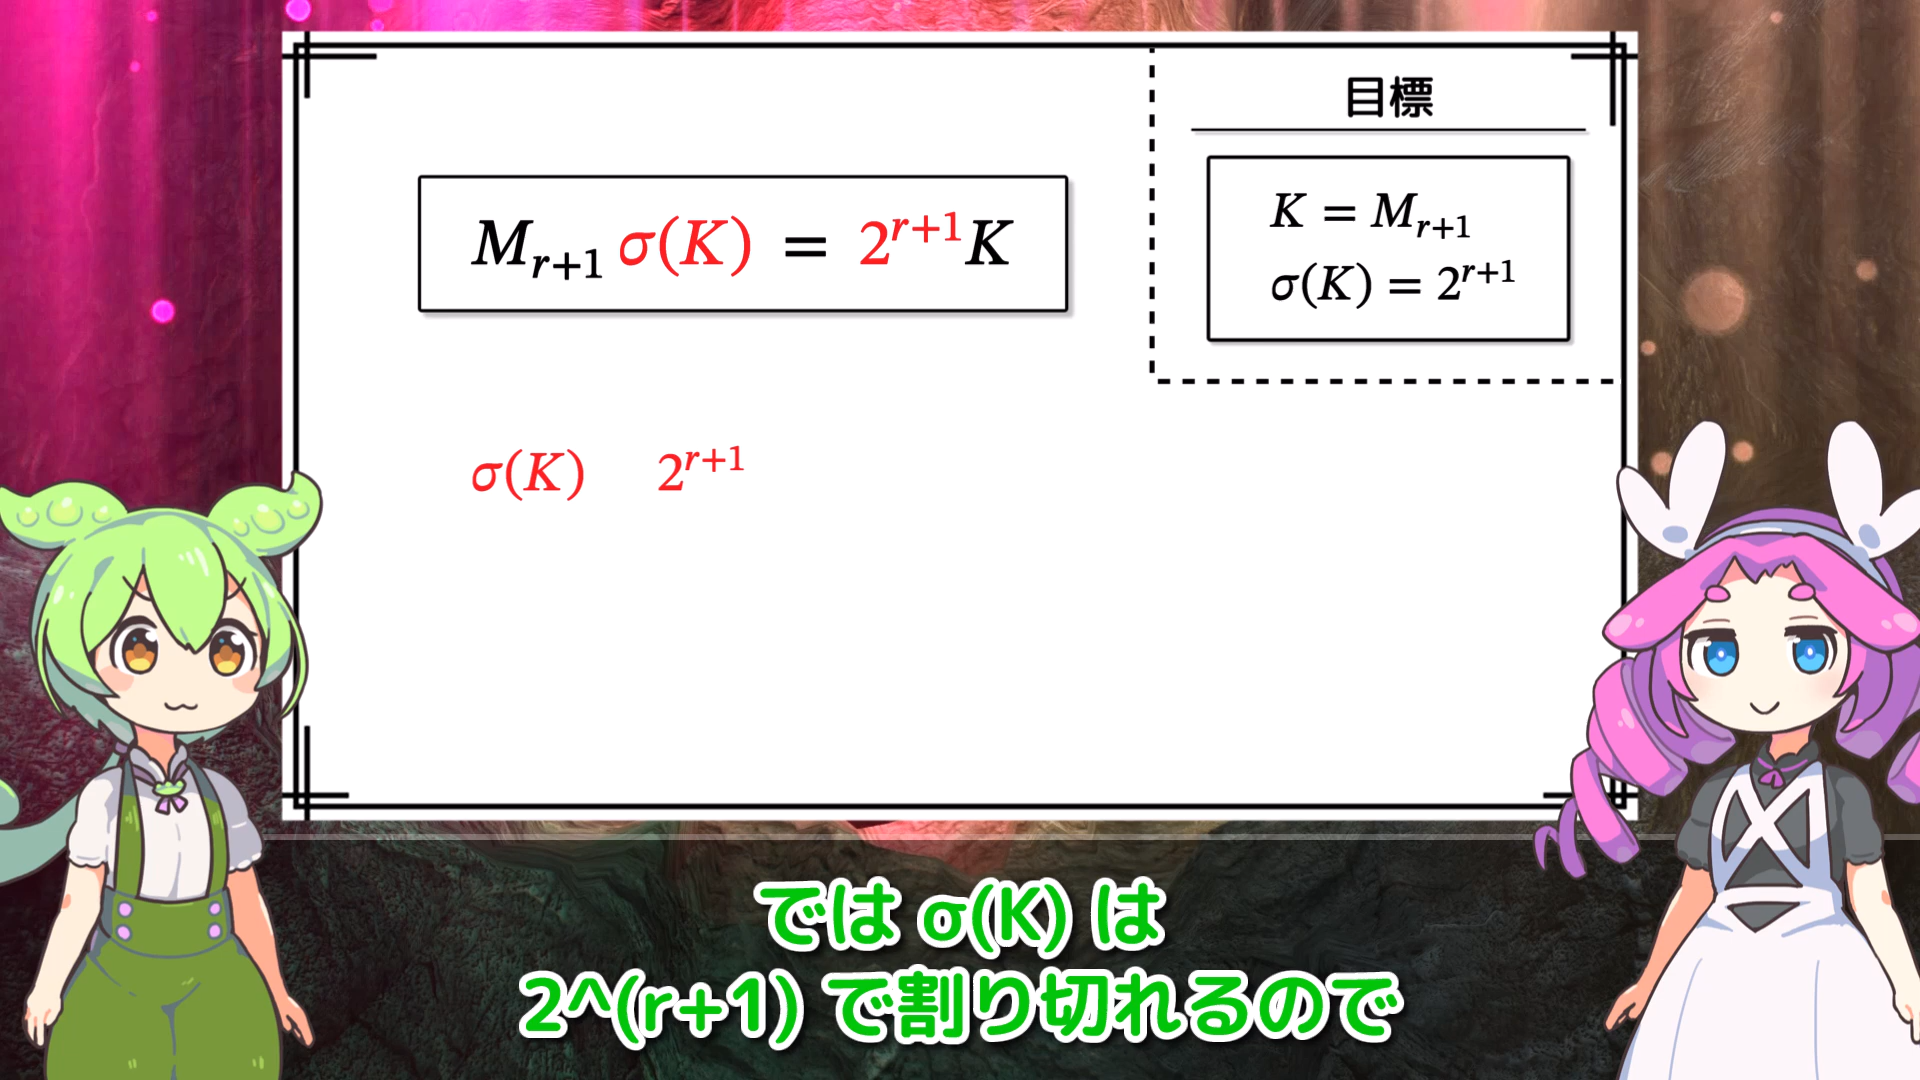 目標
M_{r+1} σ(K) = 2^{r+1}K
K = M_{r+1}
σ(K) = 2^{r+1}
σ(K) 2^{r+1}
では σ(K) は
2^(r+1) で割り切れるので